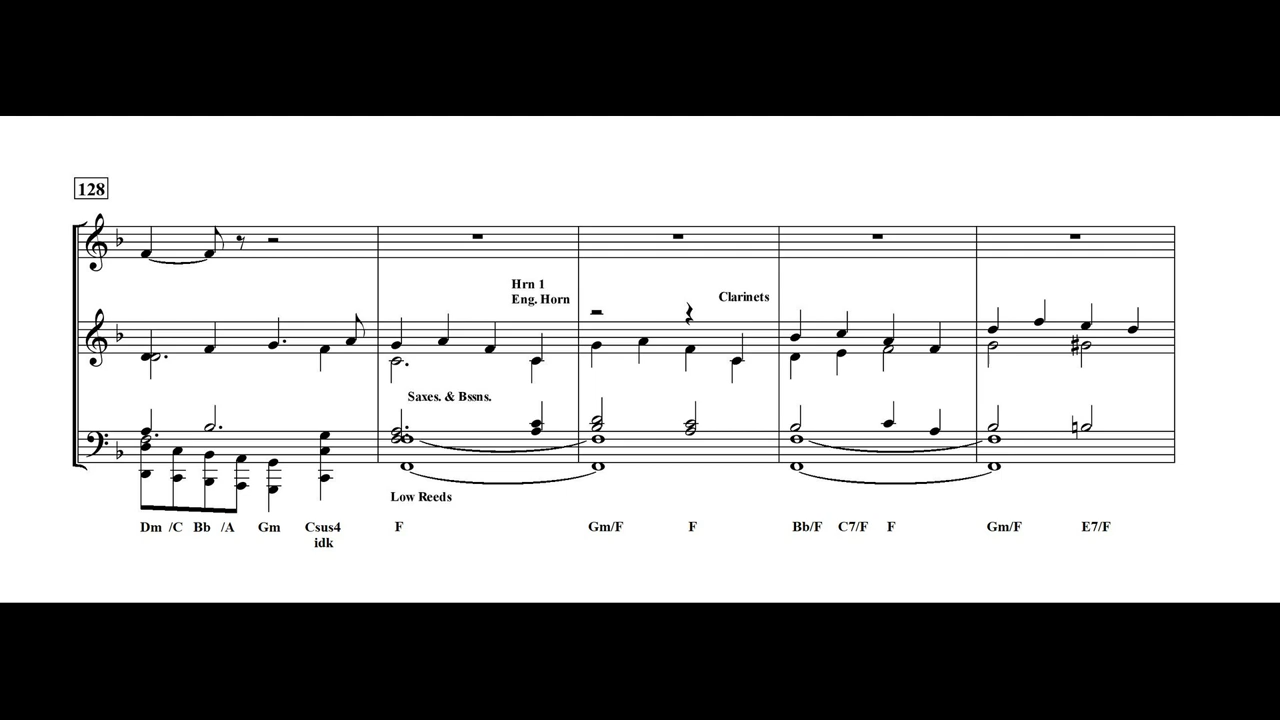 128
Hrn 1
Eng. Horn
Clarinets
Saxes. & Bssns.
Low Reeds
Dm /C Bb /A Gm Csus4 F Gm/F F Bb/F C7/F F Gm/F E7/F
idk